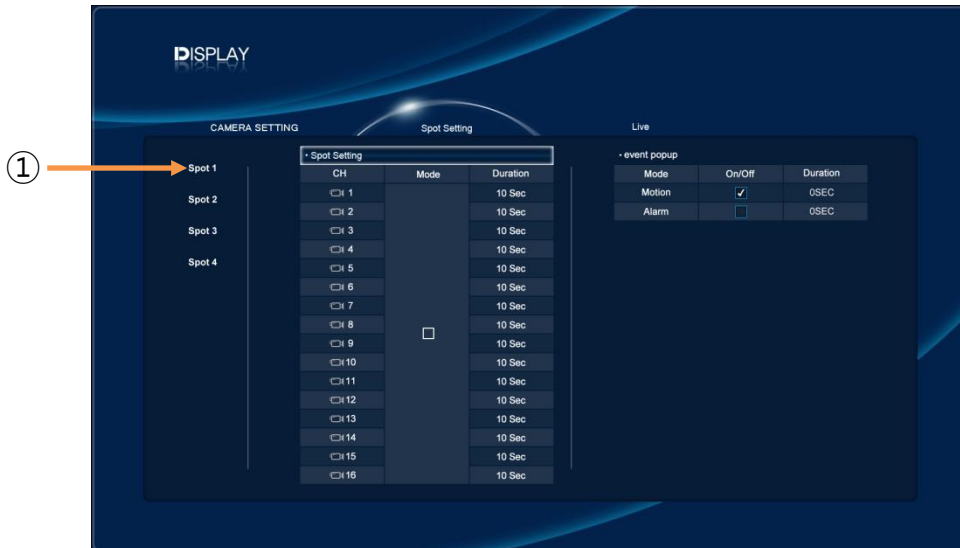 DISPLAY
CAMERA SETTING Spot Setting Live
①
Spot 1
Spot 2
Spot 3
Spot 4
• Spot Setting
CH Mode Duration
1 10 Sec
2 10 Sec
3 10 Sec
4 10 Sec
5 10 Sec
6 10 Sec
7 10 Sec
8 10 Sec
9 10 Sec
10 10 Sec
11 10 Sec
12 10 Sec
13 10 Sec
14 10 Sec
15 10 Sec
16 10 Sec
• event popup
Mode On/Off Duration
Motion 0SEC
Alarm 0SEC